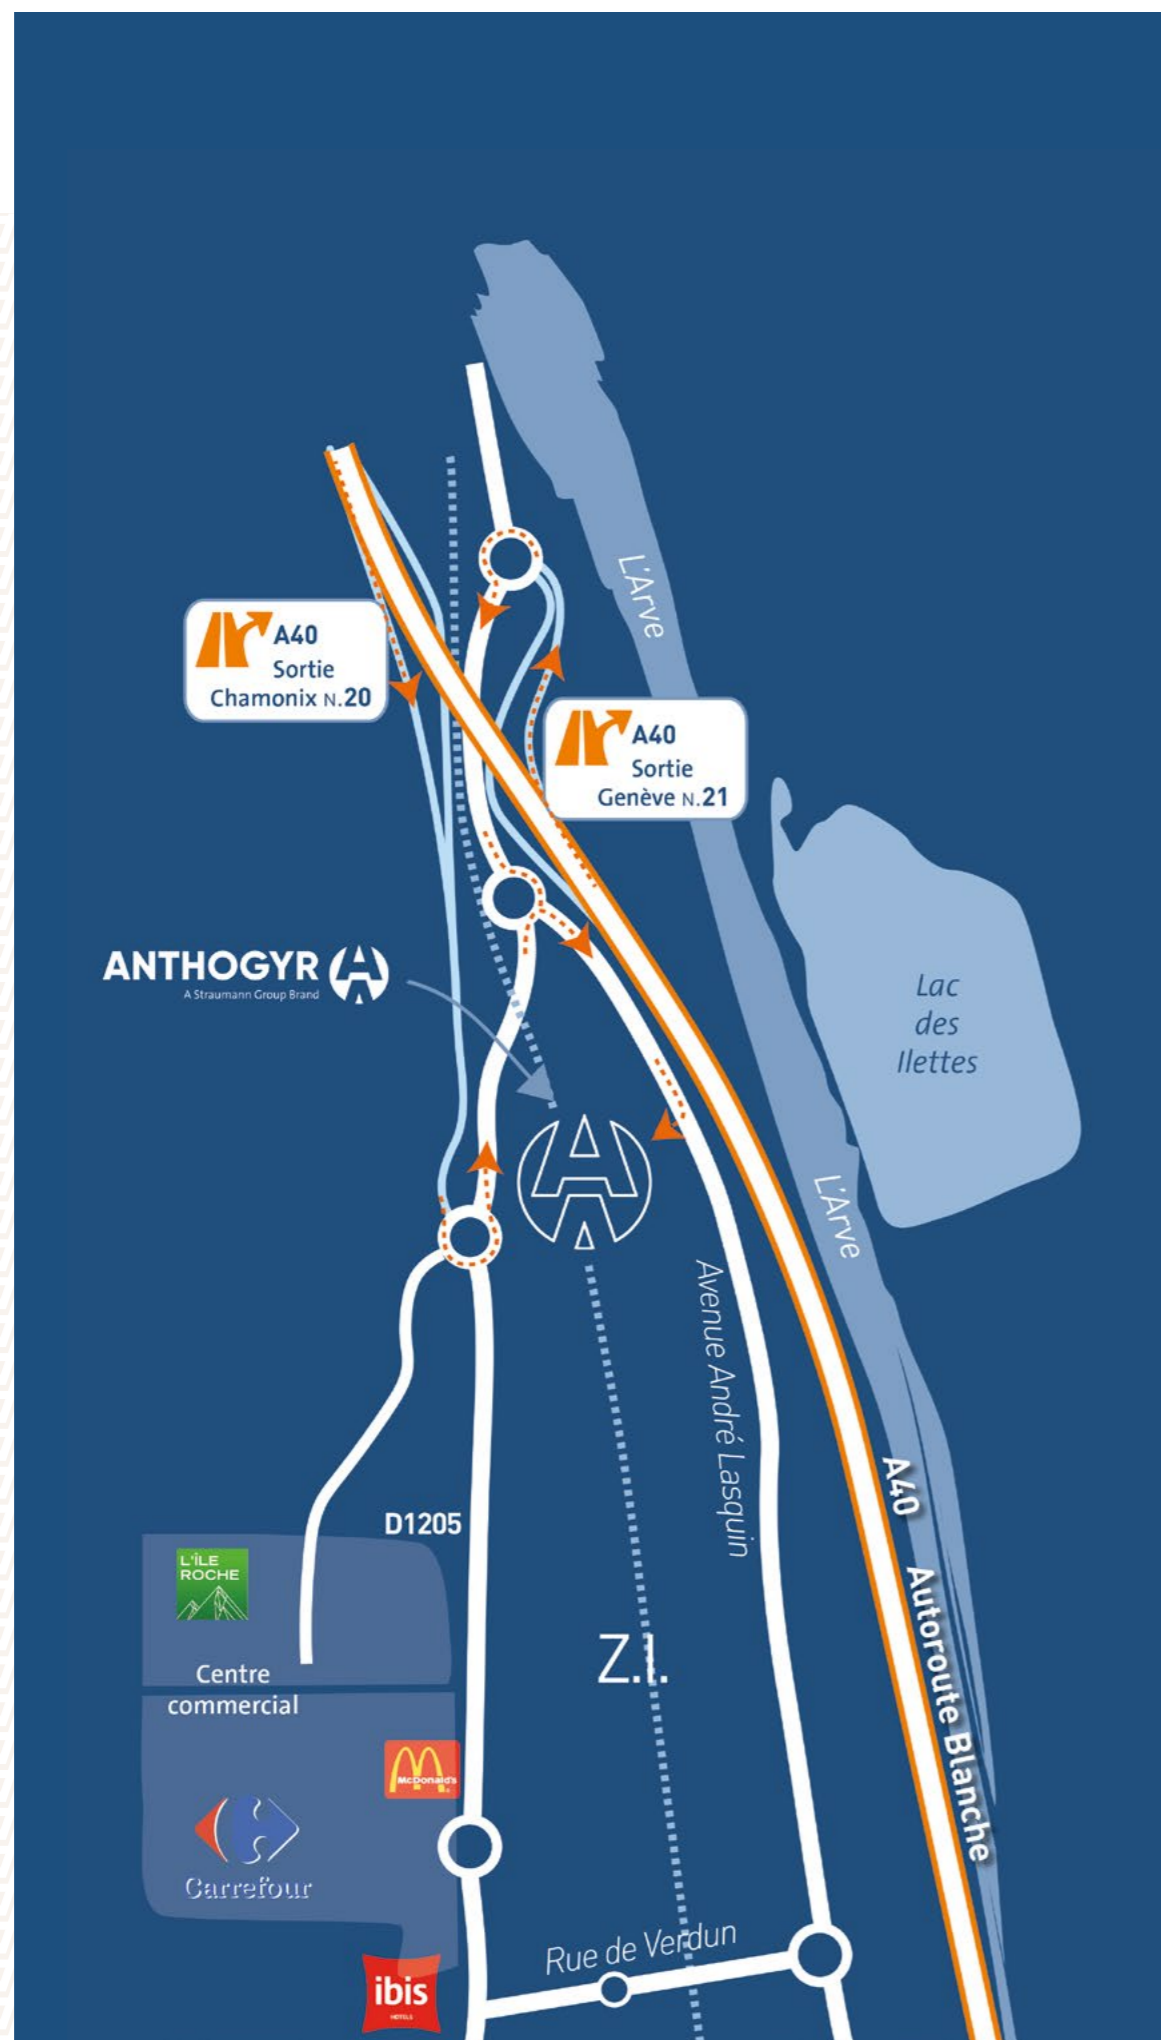 L'Arve
A40
Sortie
Chamonix N.20
A40
Sortie
Genève N.21
ANTHOGYR
A Straumann Group Brand
Lac
des
Ilettes
L'Arve
Avenue André Lasquin
A40 Autoroute Blanche
D1205
L'ÎLE
ROCHE
Centre
commercial
Z.I.
McDonald's
Carrefour
Rue de Verdun
ibis
HOTELS